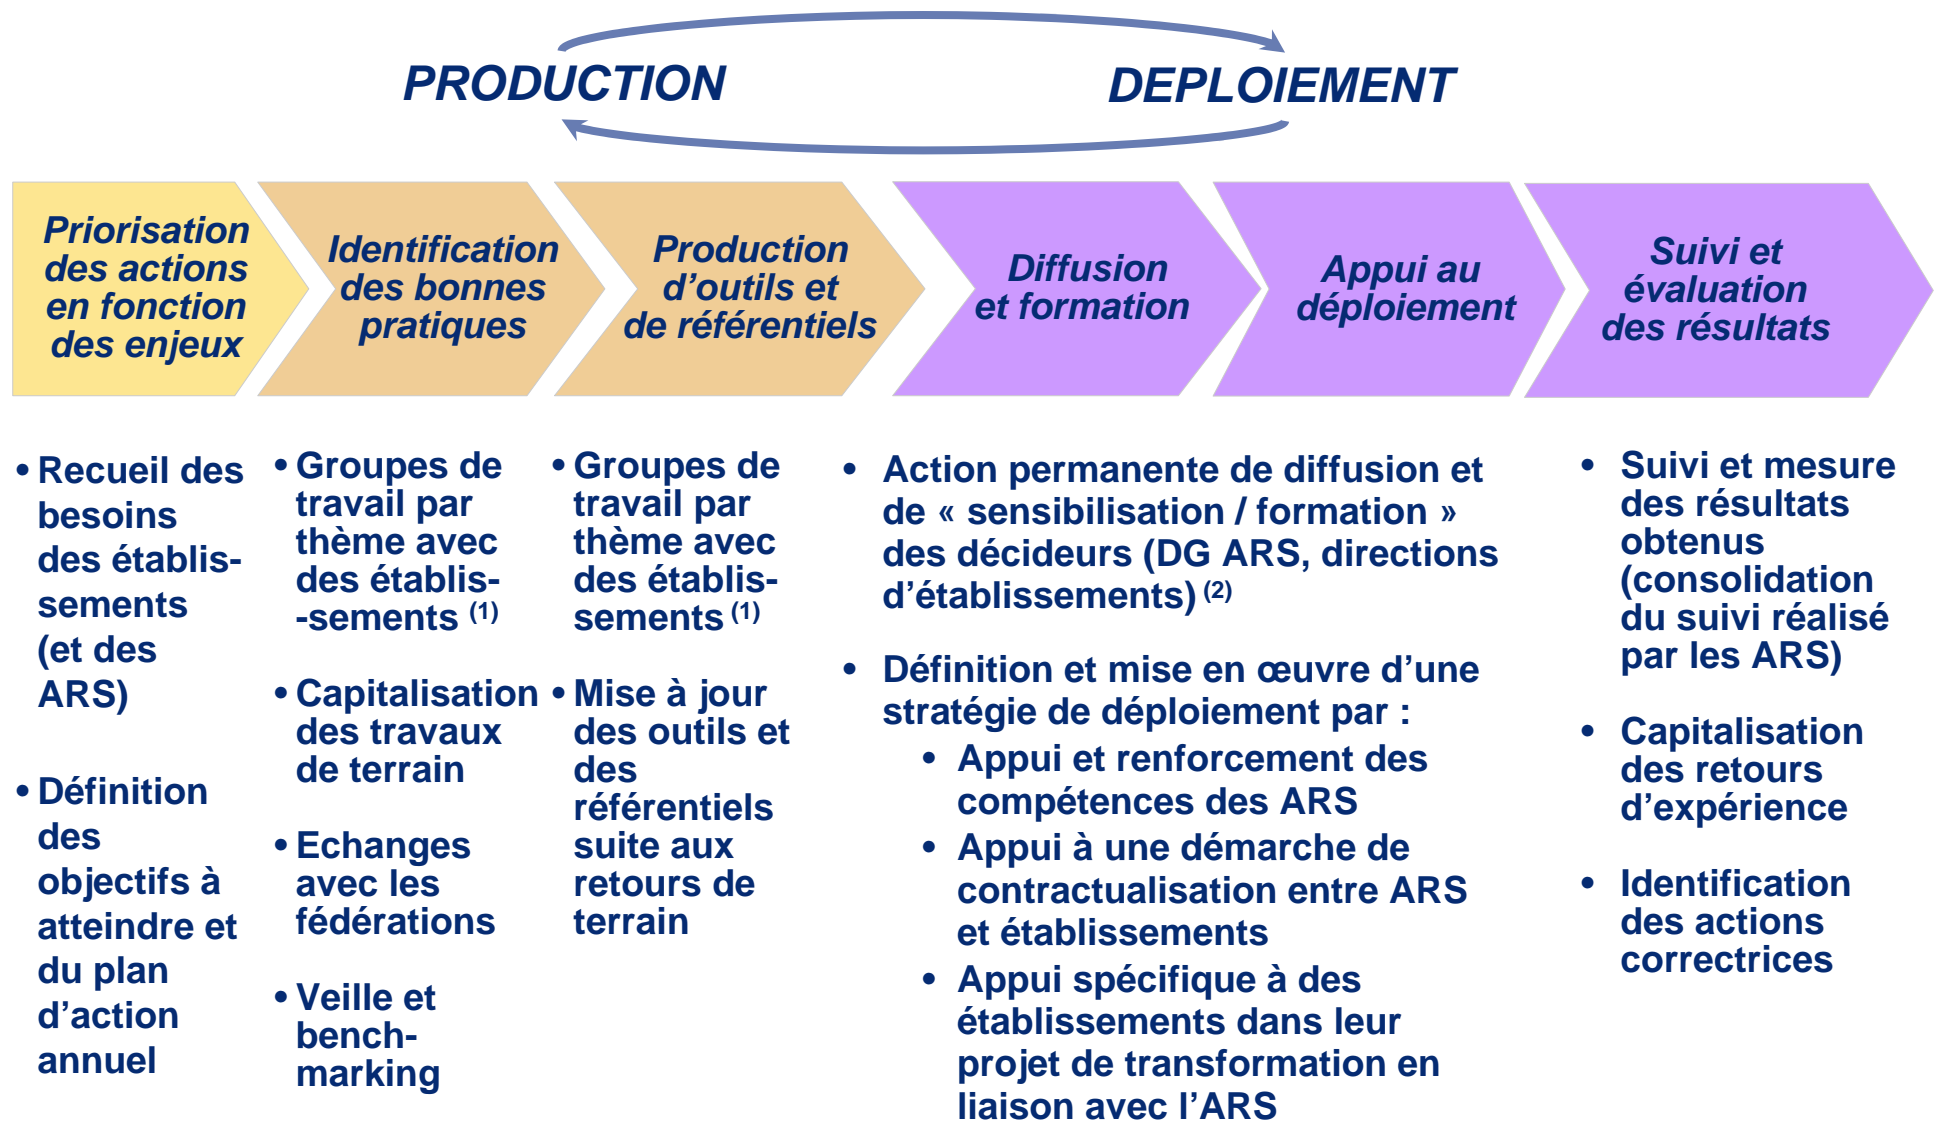 PRODUCTION
DEPLOIEMENT
Priorisation
des actions
en fonction
des enjeux
Identification
des bonnes
pratiques
Production
d’outils et
de référentiels
Diffusion
et formation
Appui au
déploiement
Suivi et
évaluation
des résultats
• Recueil des
besoins
des établis-
sements
(et des
ARS)
• Définition
des
objectifs à
atteindre et
du plan
d’action
annuel
• Groupes de
travail par
thème avec
des établis-
-sements (1)
• Capitalisation
des travaux
de terrain
• Echanges
avec les
fédérations
• Veille et
bench-
marking
• Groupes de
travail par
thème avec
des établis-
sements (1)
• Mise à jour
des outils et
des
référentiels
suite aux
retours de
terrain
• Action permanente de diffusion et
de « sensibilisation / formation »
des décideurs (DG ARS, directions
d’établissements) (2)
• Définition et mise en œuvre d’une
stratégie de déploiement par :
• Appui et renforcement des
compétences des ARS
• Appui à une démarche de
contractualisation entre ARS
et établissements
• Appui spécifique à des
établissements dans leur
projet de transformation en
liaison avec l’ARS
• Suivi et mesure
des résultats
obtenus
(consolidation
du suivi réalisé
par les ARS)
• Capitalisation
des retours
d’expérience
• Identification
des actions
correctrices